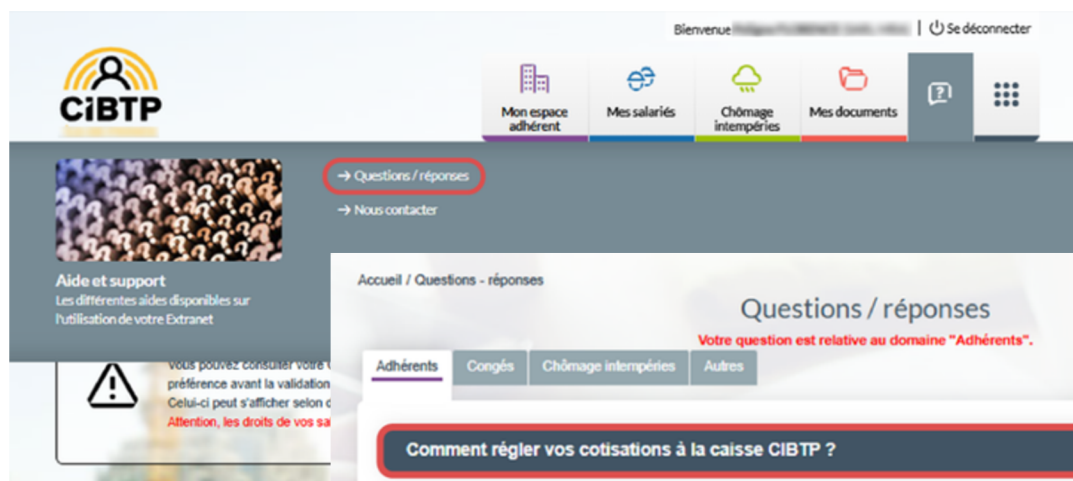 Bienvenue
Se déconnecter
CIBTP
Mon espace
adhérent
Mes salariés
Chômage
intempéries
Mes documents
→ Questions / réponses
→ Nous contacter
Aide et support
Les différentes aides disponibles sur
l'utilisation de votre Extranet
Vous pouvez consulter votre
préférence avant la validation
Celui-ci peut s'afficher selon
Attention, les droits de vos
Accueil / Questions - réponses
Questions / réponses
Votre question est relative au domaine "Adhérents".
Adhérents
Congés
Chômage intempéries
Autres
Comment régler vos cotisations à la caisse CIBTP ?